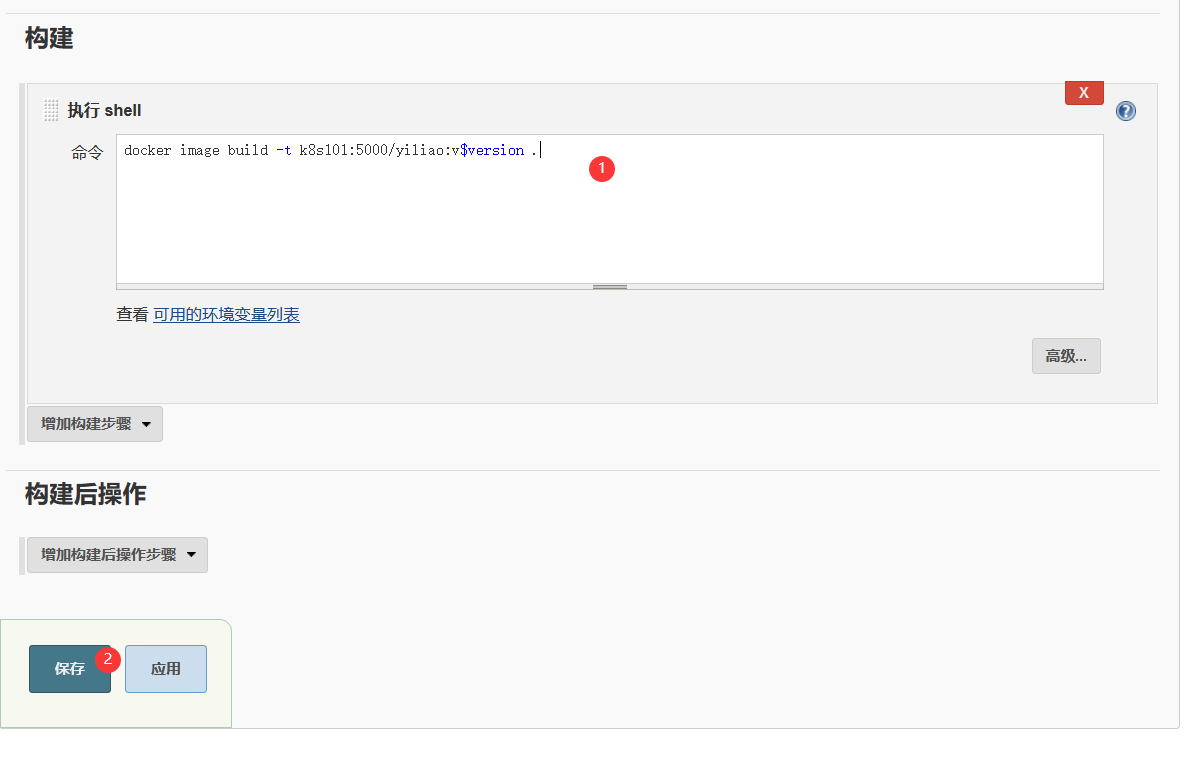 构建
X
执行 shell
?
命令
docker image build -t k8s101:5000/yiliao:v$version .
1
查看 可用的环境变量列表
高级...
增加构建步骤
构建后操作
增加构建后操作步骤
保存
2
应用